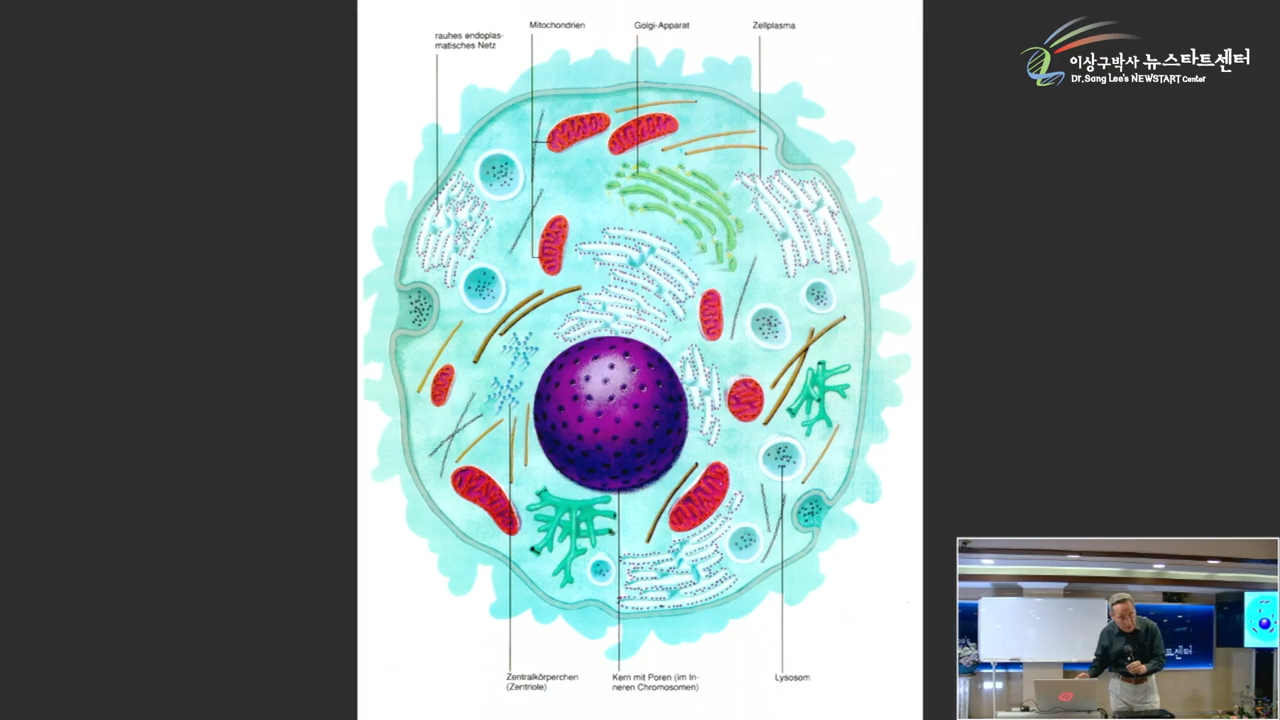 rauhes endoplas-
matisches Netz
Mitochondrien
Golgi-Apparat
Zellplasma
이상구박사 뉴스타트센터
Dr. Sang Lee's NEWSTART Center
Zentralkörperchen
(Zentriole)
Kern mit Poren (im In-
neren Chromosomen)
Lysosom